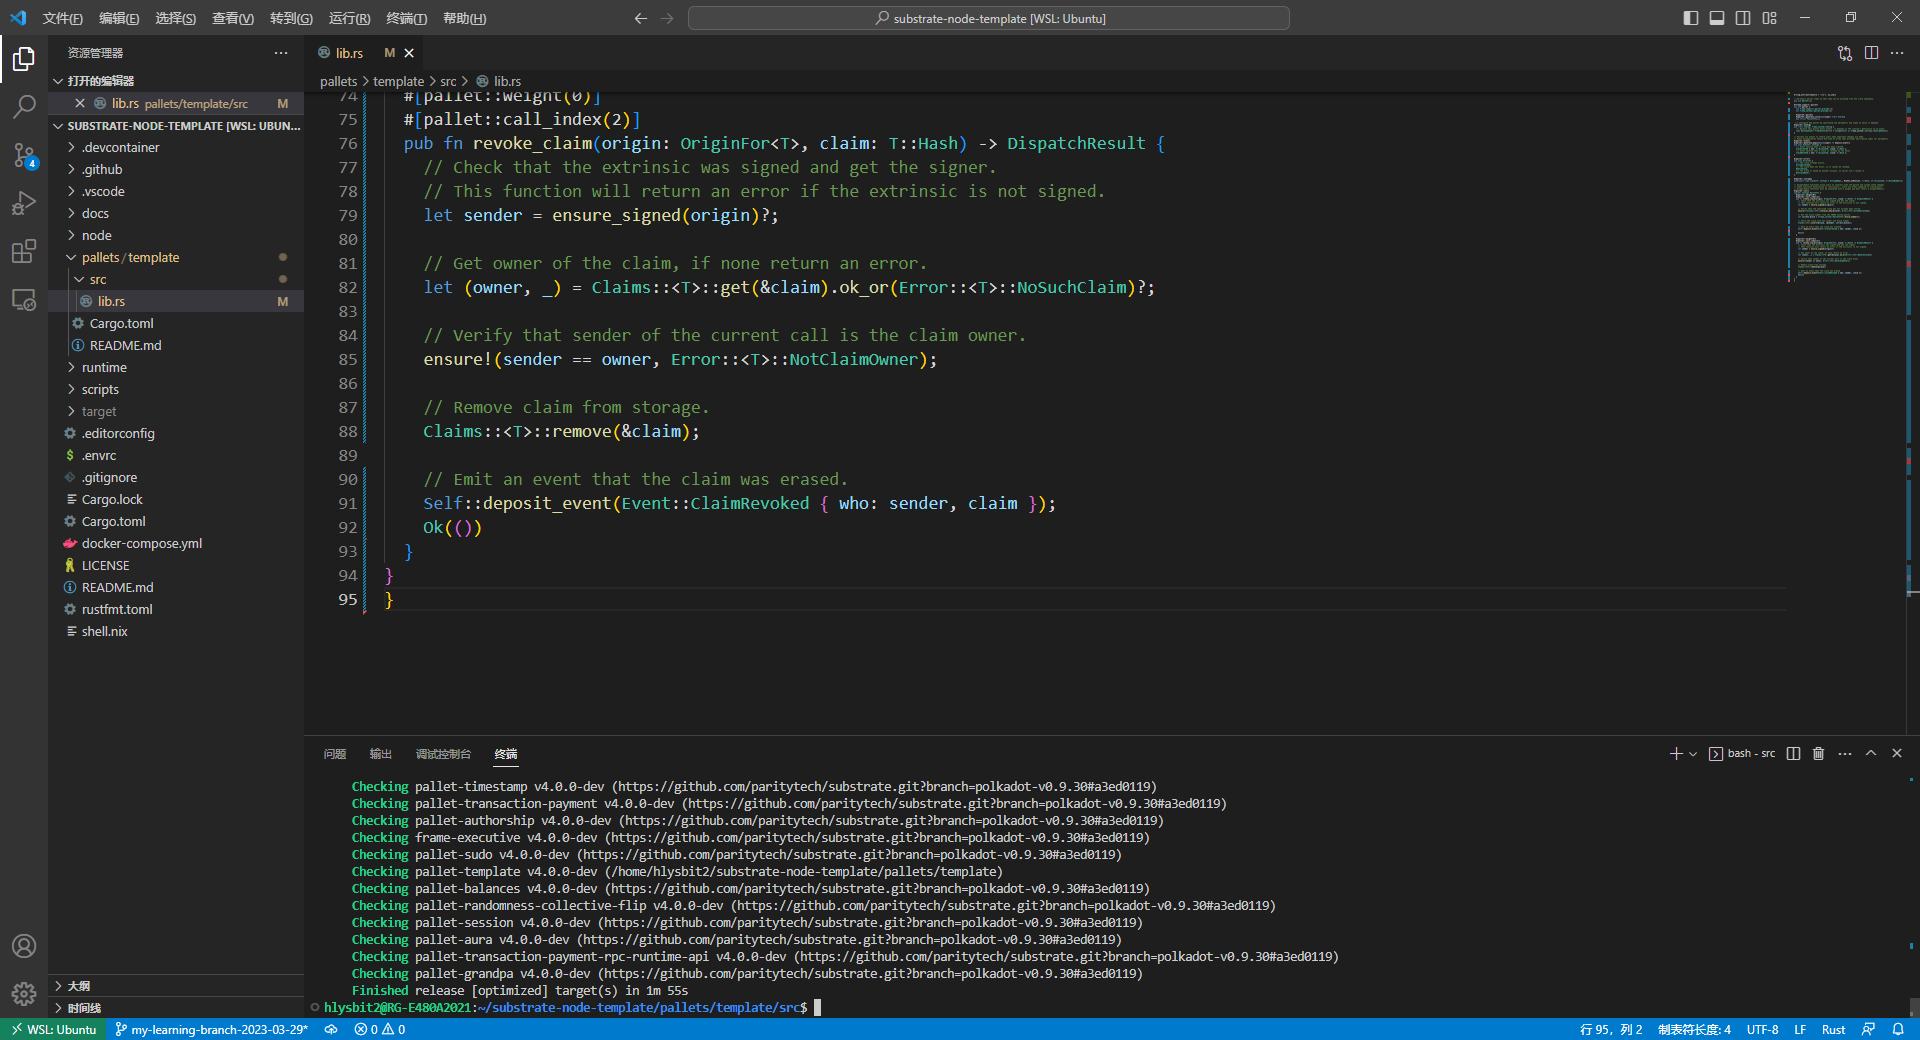 文件(F) 编辑(E) 选择(S) 查看(V) 转到(G) 运行(R) 终端(T) 帮助(H)
substrate-node-template [WSL: Ubuntu]
资源管理器
打开的编辑器
lib.rs pallets/template/src M
SUBSTRATE-NODE-TEMPLATE [WSL: UBUN...
.devcontainer
.github
.vscode
docs
node
pallets / template
src
lib.rs M
Cargo.toml
README.md
runtime
scripts
target
.editorconfig
.envrc
.gitignore
Cargo.lock
Cargo.toml
docker-compose.yml
LICENSE
README.md
rustfmt.toml
shell.nix
大纲
时间线
4
lib.rs M
pallets > template > src > lib.rs
74 #[pallet::weight(0)]
75 #[pallet::call_index(2)]
76 pub fn revoke_claim(origin: OriginFor<T>, claim: T::Hash) -> DispatchResult {
77 // Check that the extrinsic was signed and get the signer.
78 // This function will return an error if the extrinsic is not signed.
79 let sender = ensure_signed(origin)?;
80
81 // Get owner of the claim, if none return an error.
82 let (owner, _) = Claims::<T>::get(&claim).ok_or(Error::<T>::NoSuchClaim)?;
83
84 // Verify that sender of the current call is the claim owner.
85 ensure!(sender == owner, Error::<T>::NotClaimOwner);
86
87 // Remove claim from storage.
88 Claims::<T>::remove(&claim);
89
90 // Emit an event that the claim was erased.
91 Self::deposit_event(Event::ClaimRevoked { who: sender, claim });
92 Ok(())
93 }
94 }
95 }
问题 输出 调试控制台 终端
bash - src
Checking pallet-timestamp v4.0.0-dev (https://github.com/paritytech/substrate.git?branch=polkadot-v0.9.30#a3ed0119)
Checking pallet-transaction-payment v4.0.0-dev (https://github.com/paritytech/substrate.git?branch=polkadot-v0.9.30#a3ed0119)
Checking pallet-authorship v4.0.0-dev (https://github.com/paritytech/substrate.git?branch=polkadot-v0.9.30#a3ed0119)
Checking frame-executive v4.0.0-dev (https://github.com/paritytech/substrate.git?branch=polkadot-v0.9.30#a3ed0119)
Checking pallet-sudo v4.0.0-dev (https://github.com/paritytech/substrate.git?branch=polkadot-v0.9.30#a3ed0119)
Checking pallet-template v4.0.0-dev (/home/hlysbit2/substrate-node-template/pallets/template)
Checking pallet-balances v4.0.0-dev (https://github.com/paritytech/substrate.git?branch=polkadot-v0.9.30#a3ed0119)
Checking pallet-randomness-collective-flip v4.0.0-dev (https://github.com/paritytech/substrate.git?branch=polkadot-v0.9.30#a3ed0119)
Checking pallet-session v4.0.0-dev (https://github.com/paritytech/substrate.git?branch=polkadot-v0.9.30#a3ed0119)
Checking pallet-aura v4.0.0-dev (https://github.com/paritytech/substrate.git?branch=polkadot-v0.9.30#a3ed0119)
Checking pallet-transaction-payment-rpc-runtime-api v4.0.0-dev (https://github.com/paritytech/substrate.git?branch=polkadot-v0.9.30#a3ed0119)
Checking pallet-grandpa v4.0.0-dev (https://github.com/paritytech/substrate.git?branch=polkadot-v0.9.30#a3ed0119)
Finished release [optimized] target(s) in 1m 55s
hlysbit2@RG-E480A2021:~/substrate-node-template/pallets/template/src$
WSL: Ubuntu my-learning-branch-2023-03-29* 0 0 行 95, 列 2 制表符长度: 4 UTF-8 LF Rust